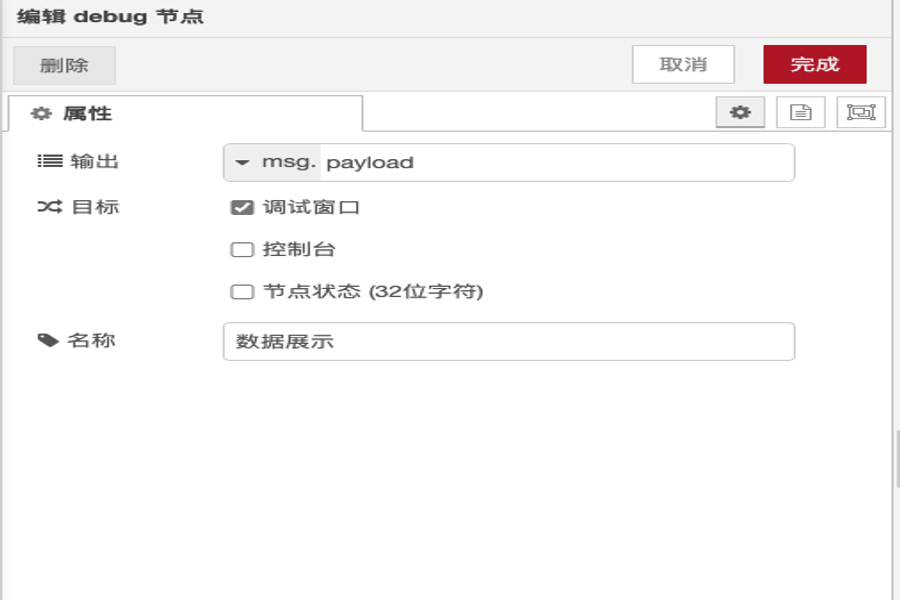 编辑 debug 节点
删除
取消
完成
属性
输出
msg. payload
目标
调试窗口
控制台
节点状态 (32位字符)
名称
数据展示